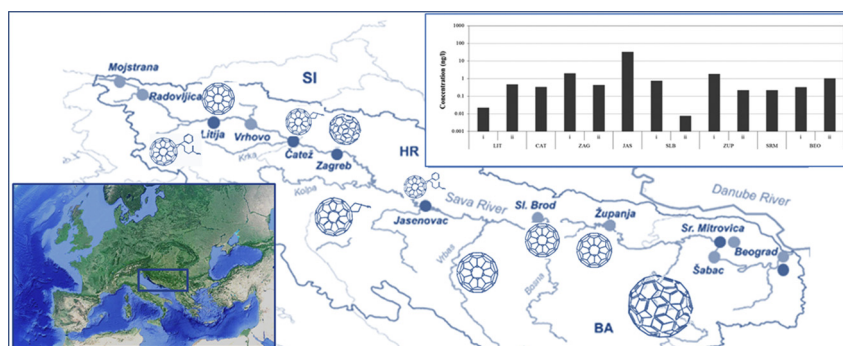 Mojstrana
Radovljica
SI
Litija
Vrhovo
Krka
Čatež
Zagreb
HR
Kolpa
Jasenovac
Sava River
Sl. Brod
Županja
Danube River
Sr. Mitrovica
Beograd
Šabac
Vrbas
Bosna
BA
Concentration (ng/l)
1000
100
10
1
0.1
0.01
0.001
i ii i ii i ii i ii i ii
LIT CAT ZAG JAS SLB ZUP SRM BEO